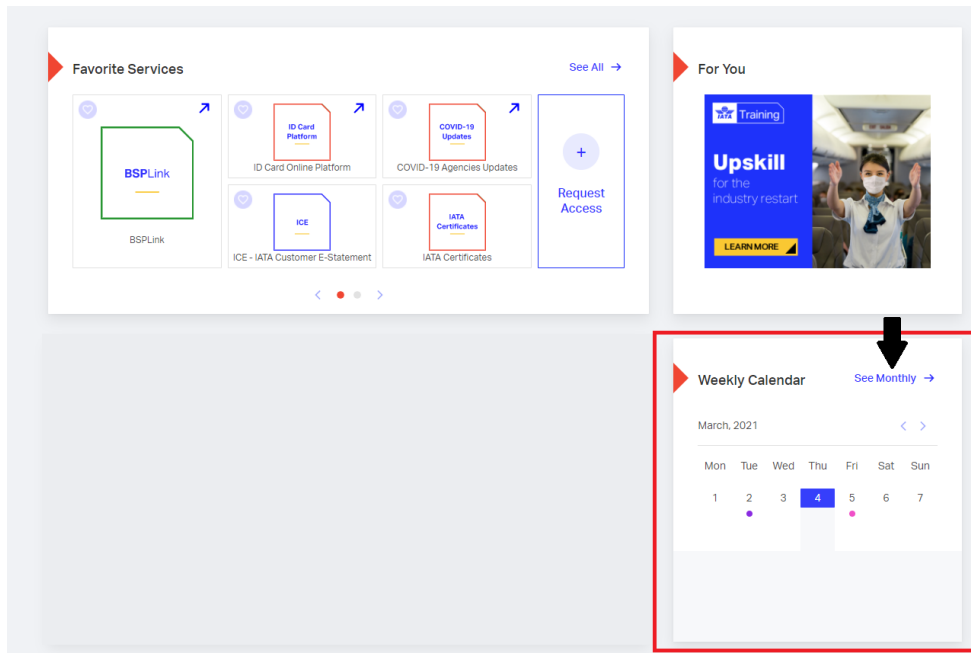 Favorite Services
See All →
BSPLink
BSPLink
ID Card
Platform
ID Card Online Platform
COVID-19
Updates
COVID-19 Agencies Updates
ICE
ICE - IATA Customer E-Statement
IATA
Certificates
IATA Certificates
+
Request
Access
For You
IATA Training
Upskill
for the
industry restart
LEARN MORE
Weekly Calendar
See Monthly →
March, 2021
Mon Tue Wed Thu Fri Sat Sun
1 2 3 4 5 6 7